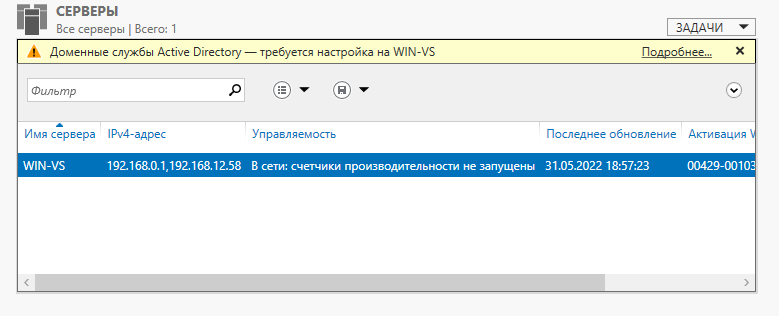 СЕРВЕРЫ
Все серверы | Всего: 1
ЗАДАЧИ
Доменные службы Active Directory — требуется настройка на WIN-VS Подробнее...
Фильтр
Имя сервера IPv4-адрес Управляемость Последнее обновление Активация W
WIN-VS 192.168.0.1,192.168.12.58 В сети: счетчики производительности не запущены 31.05.2022 18:57:23 00429-00103